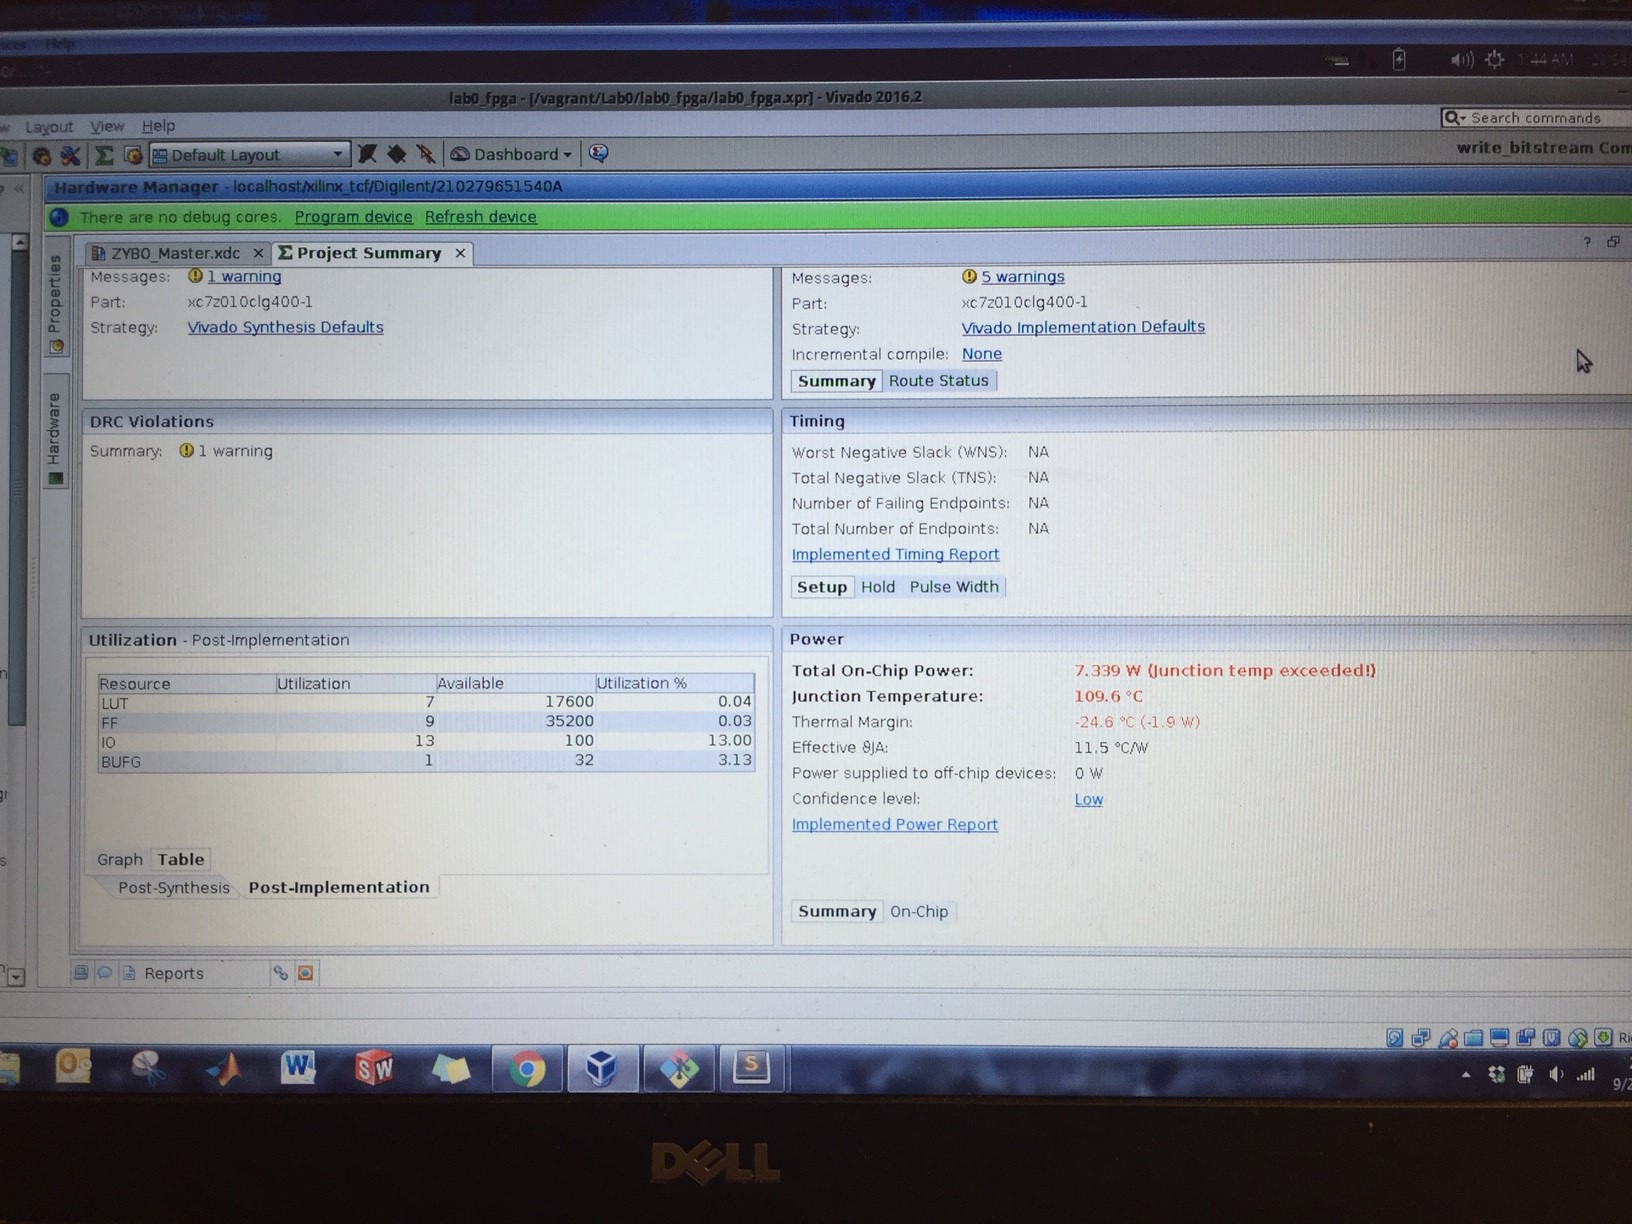 Help
1:44 AM
lab0_fpga - [/vagrant/Lab0/lab0_fpga/lab0_fpga.xpr] - Vivado 2016.2
Layout View Help
Search commands
Default Layout
Dashboard
write_bitstream Com
Hardware Manager - localhost/xilinx_tcf/Digilent/210279651540A
There are no debug cores. Program device Refresh device
Properties
Hardware
ZYBO_Master.xdc
Σ Project Summary
Messages: 1 warning
Part: xc7z010clg400-1
Strategy: Vivado Synthesis Defaults
Messages: 5 warnings
Part: xc7z010clg400-1
Strategy: Vivado Implementation Defaults
Incremental compile: None
Summary Route Status
DRC Violations
Summary: 1 warning
Timing
Worst Negative Slack (WNS): NA
Total Negative Slack (TNS): NA
Number of Failing Endpoints: NA
Total Number of Endpoints: NA
Implemented Timing Report
Setup Hold Pulse Width
Utilization - Post-Implementation
Resource Utilization Available Utilization %
LUT 7 17600 0.04
FF 9 35200 0.03
IO 13 100 13.00
BUFG 1 32 3.13
Graph Table
Post-Synthesis Post-Implementation
Power
Total On-Chip Power: 7.339 W (Junction temp exceeded!)
Junction Temperature: 109.6 °C
Thermal Margin: -24.6 °C (-1.9 W)
Effective ϑJA: 11.5 °C/W
Power supplied to off-chip devices: 0 W
Confidence level: Low
Implemented Power Report
Summary On-Chip
Reports
W
SW
S
9/2
DELL